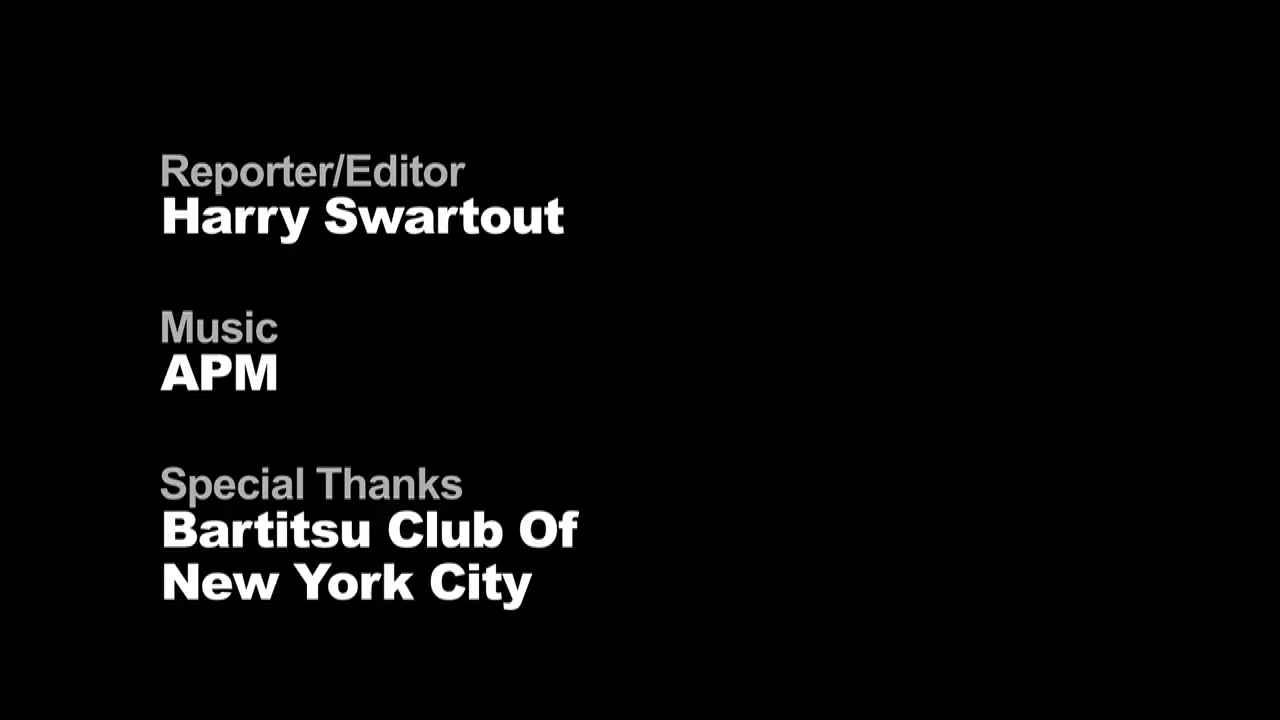 Reporter/Editor
Harry Swartout
Music
APM
Special Thanks
Bartitsu Club Of
New York City